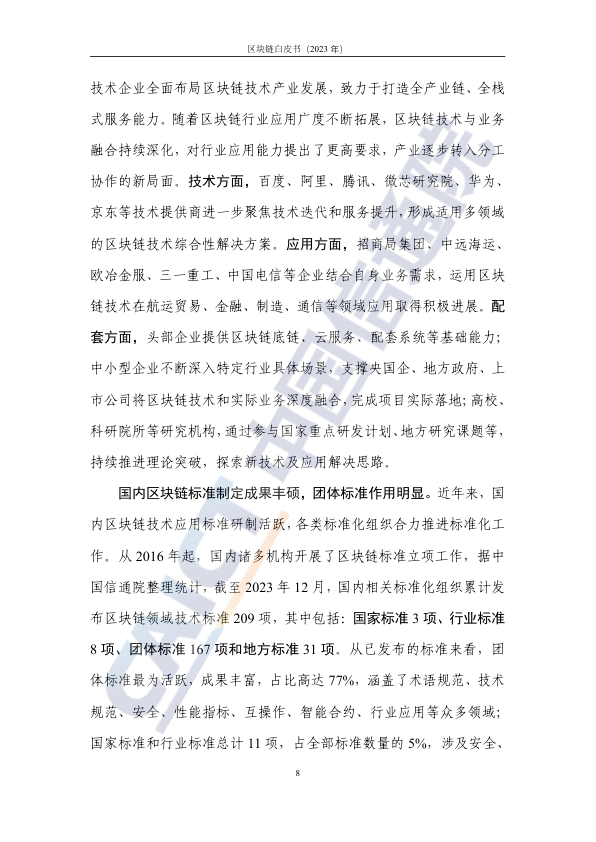 区块链白皮书（2023 年）
技术企业全面布局区块链技术产业发展，致力于打造全产业链、全栈
式服务能力。随着区块链行业应用广度不断拓展，区块链技术与业务
融合持续深化，对行业应用能力提出了更高要求，产业逐步转入分工
协作的新局面。技术方面，百度、阿里、腾讯、微芯研究院、华为、
京东等技术提供商进一步聚焦技术迭代和服务提升，形成适用多领域
的区块链技术综合性解决方案。应用方面，招商局集团、中远海运、
欧冶金服、三一重工、中国电信等企业结合自身业务需求，运用区块
链技术在航运贸易、金融、制造、通信等领域应用取得积极进展。配
套方面，头部企业提供区块链底链、云服务、配套系统等基础能力；
中小型企业不断深入特定行业具体场景，支撑央国企、地方政府、上
市公司将区块链技术和实际业务深度融合，完成项目实际落地；高校、
科研院所等研究机构，通过参与国家重点研发计划、地方研究课题等，
持续推进理论突破，探索新技术及应用解决思路。
国内区块链标准制定成果丰硕，团体标准作用明显。近年来，国
内区块链技术应用标准研制活跃，各类标准化组织合力推进标准化工
作。从 2016 年起，国内诸多机构开展了区块链标准立项工作，据中
国信通院整理统计，截至 2023 年 12 月，国内相关标准化组织累计发
布区块链领域技术标准 209 项，其中包括：国家标准 3 项、行业标准
8 项、团体标准 167 项和地方标准 31 项。从已发布的标准来看，团
体标准最为活跃，成果丰富，占比高达 77%，涵盖了术语规范、技术
规范、安全、性能指标、互操作、智能合约、行业应用等众多领域；
国家标准和行业标准总计 11 项，占全部标准数量的 5%，涉及安全、
8
CAICT 中国信通院